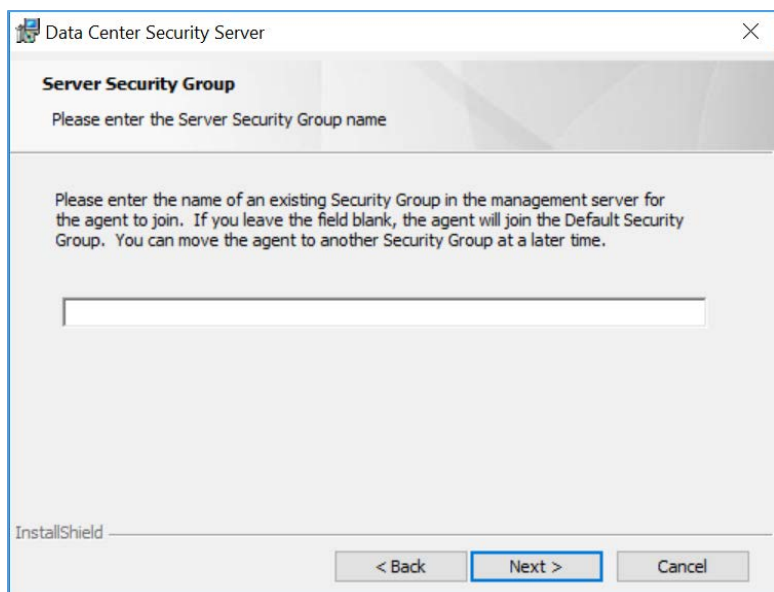 Data Center Security Server
Server Security Group
Please enter the Server Security Group name
Please enter the name of an existing Security Group in the management server for
the agent to join.  If you leave the field blank, the agent will join the Default Security
Group.  You can move the agent to another Security Group at a later time.
InstallShield
< Back
Next >
Cancel